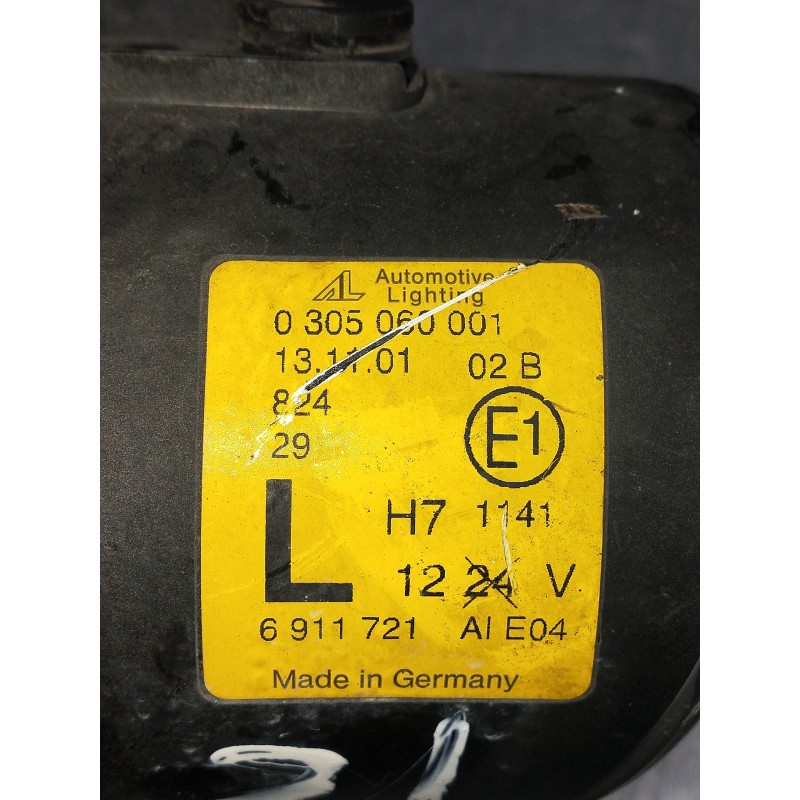 AL Automotive
Lighting
0 305 060 001
13.11.01 02 B
824
29
E1
L H7 1141
12 24 V
6 911 721 AI E04
Made in Germany